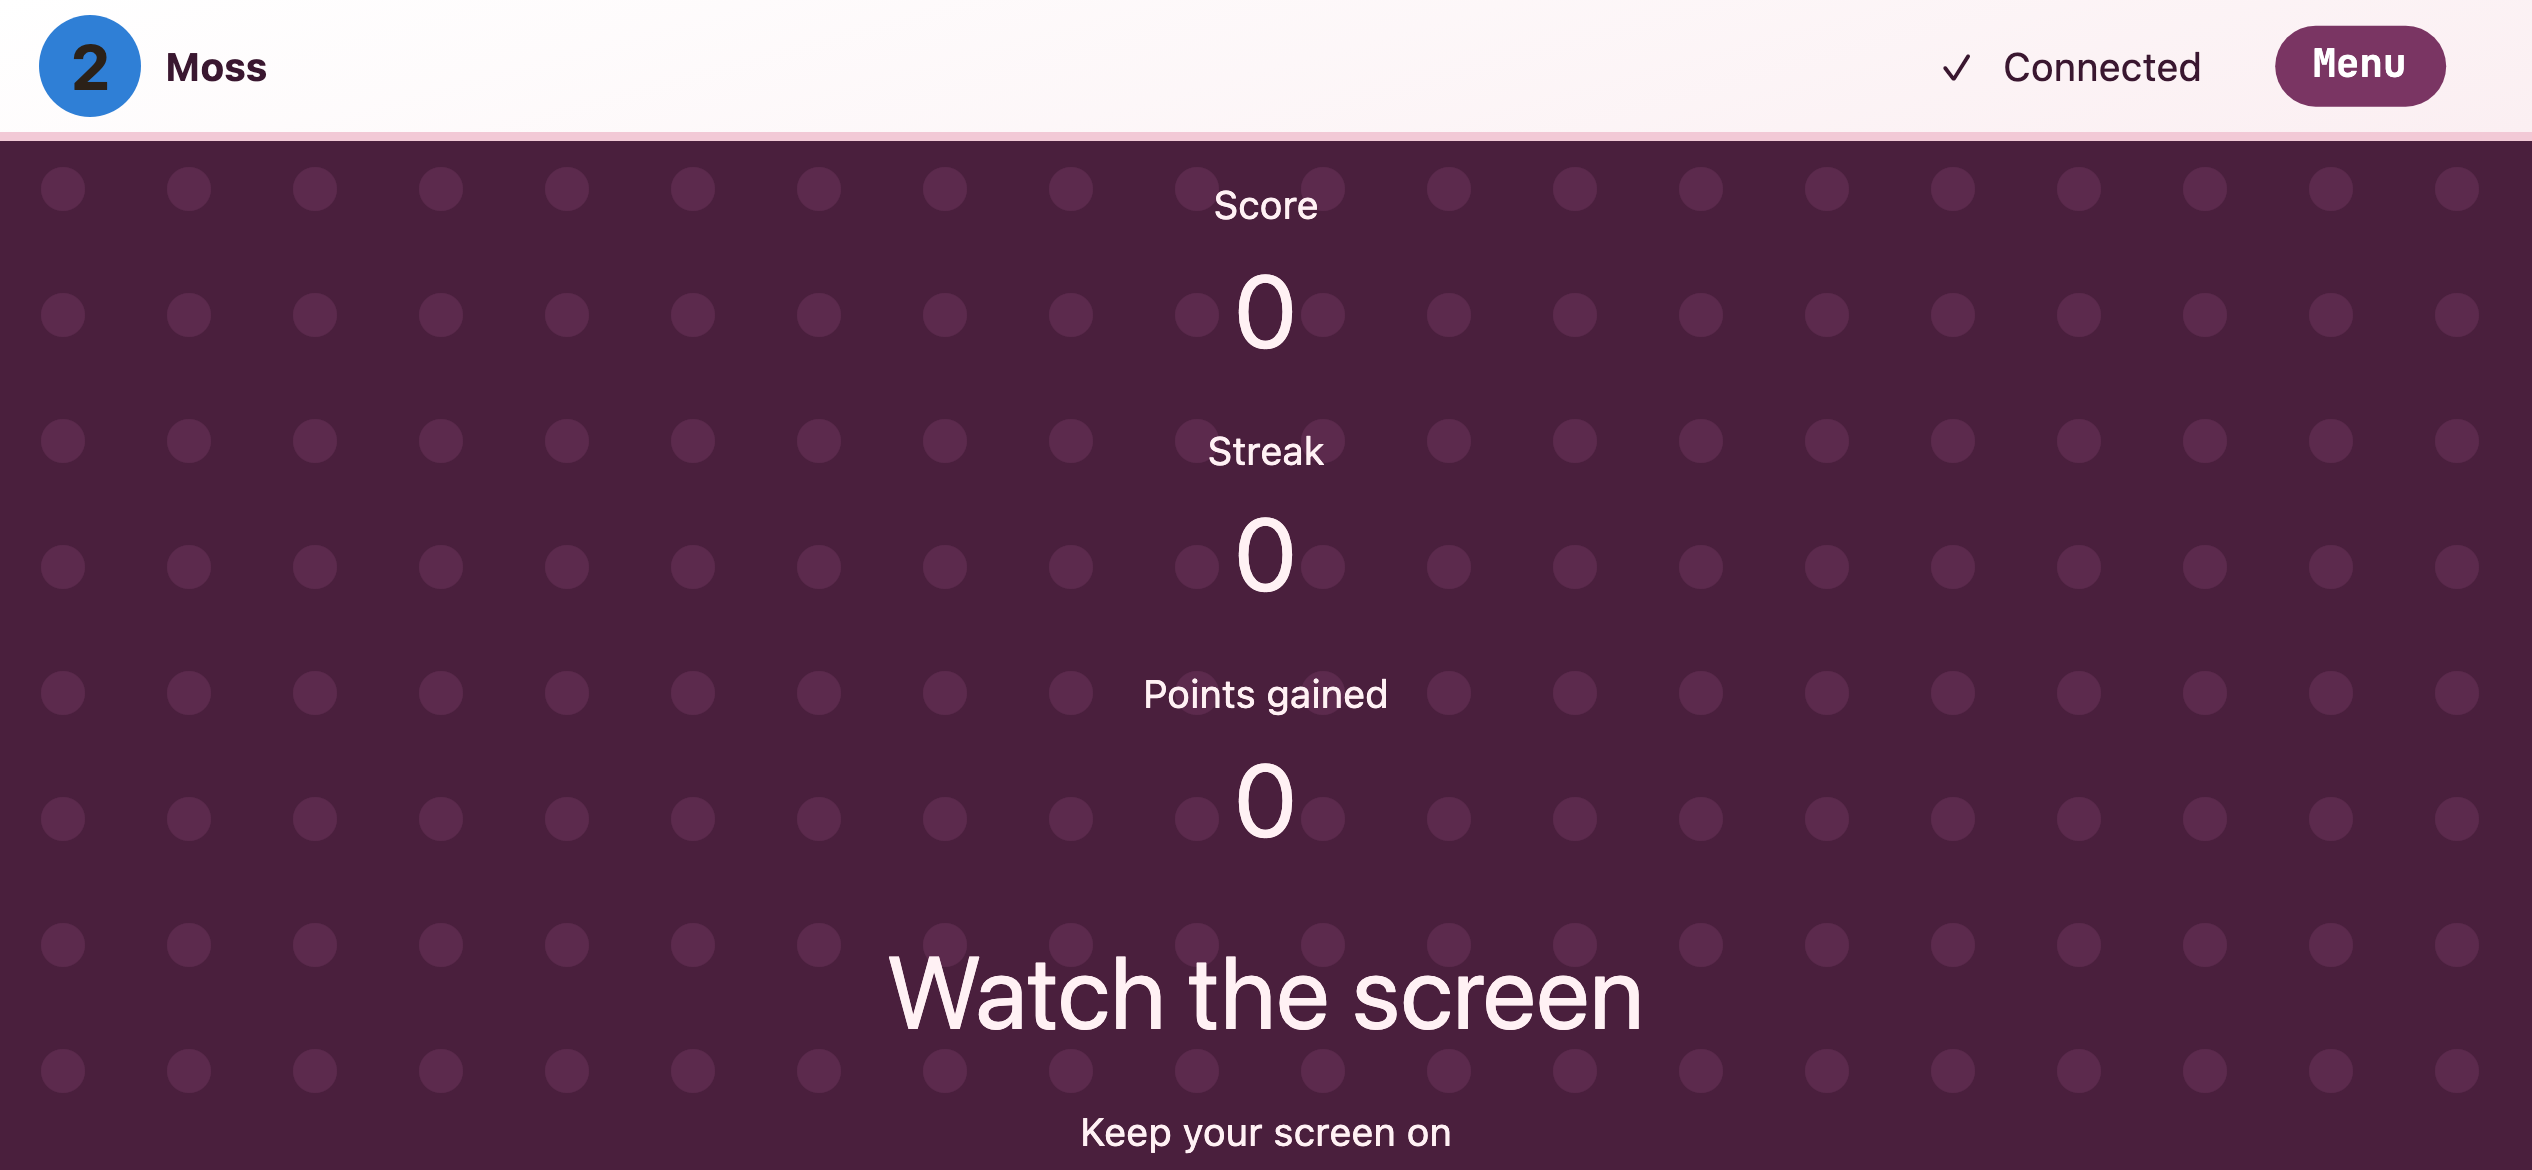 2 Moss ✓ Connected Menu
Score
0
Streak
0
Points gained
0
Watch the screen
Keep your screen on